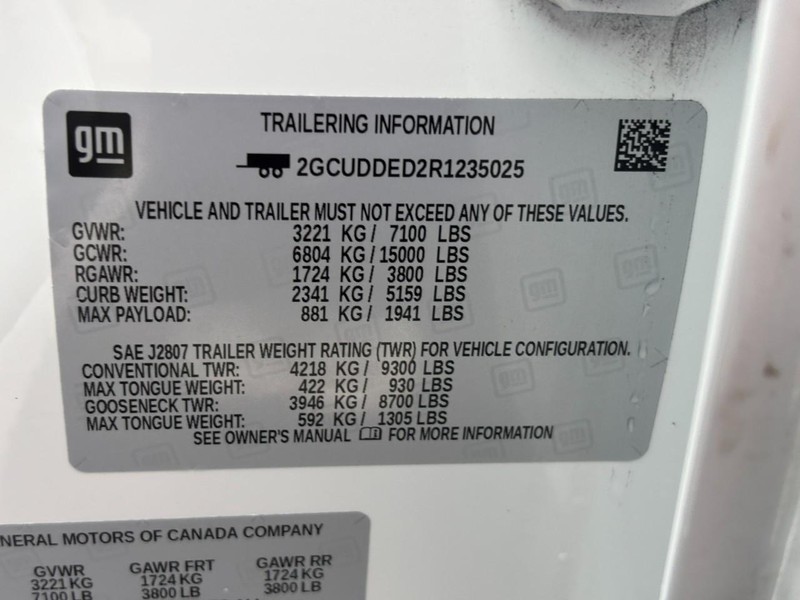 gm
TRAILERING INFORMATION
2GCUDDED2R1235025
VEHICLE AND TRAILER MUST NOT EXCEED ANY OF THESE VALUES.
GVWR: 3221 KG / 7100 LBS
GCWR: 6804 KG / 15000 LBS
RGAWR: 1724 KG / 3800 LBS
CURB WEIGHT: 2341 KG / 5159 LBS
MAX PAYLOAD: 881 KG / 1941 LBS
SAE J2807 TRAILER WEIGHT RATING (TWR) FOR VEHICLE CONFIGURATION.
CONVENTIONAL TWR: 4218 KG / 9300 LBS
MAX TONGUE WEIGHT: 422 KG / 930 LBS
GOOSENECK TWR: 3946 KG / 8700 LBS
MAX TONGUE WEIGHT: 592 KG / 1305 LBS
SEE OWNER'S MANUAL FOR MORE INFORMATION
NERAL MOTORS OF CANADA COMPANY
GVWR GAWR FRT GAWR RR
3221 KG 1724 KG 1724 KG
7100 LB 3800 LB 3800 LB